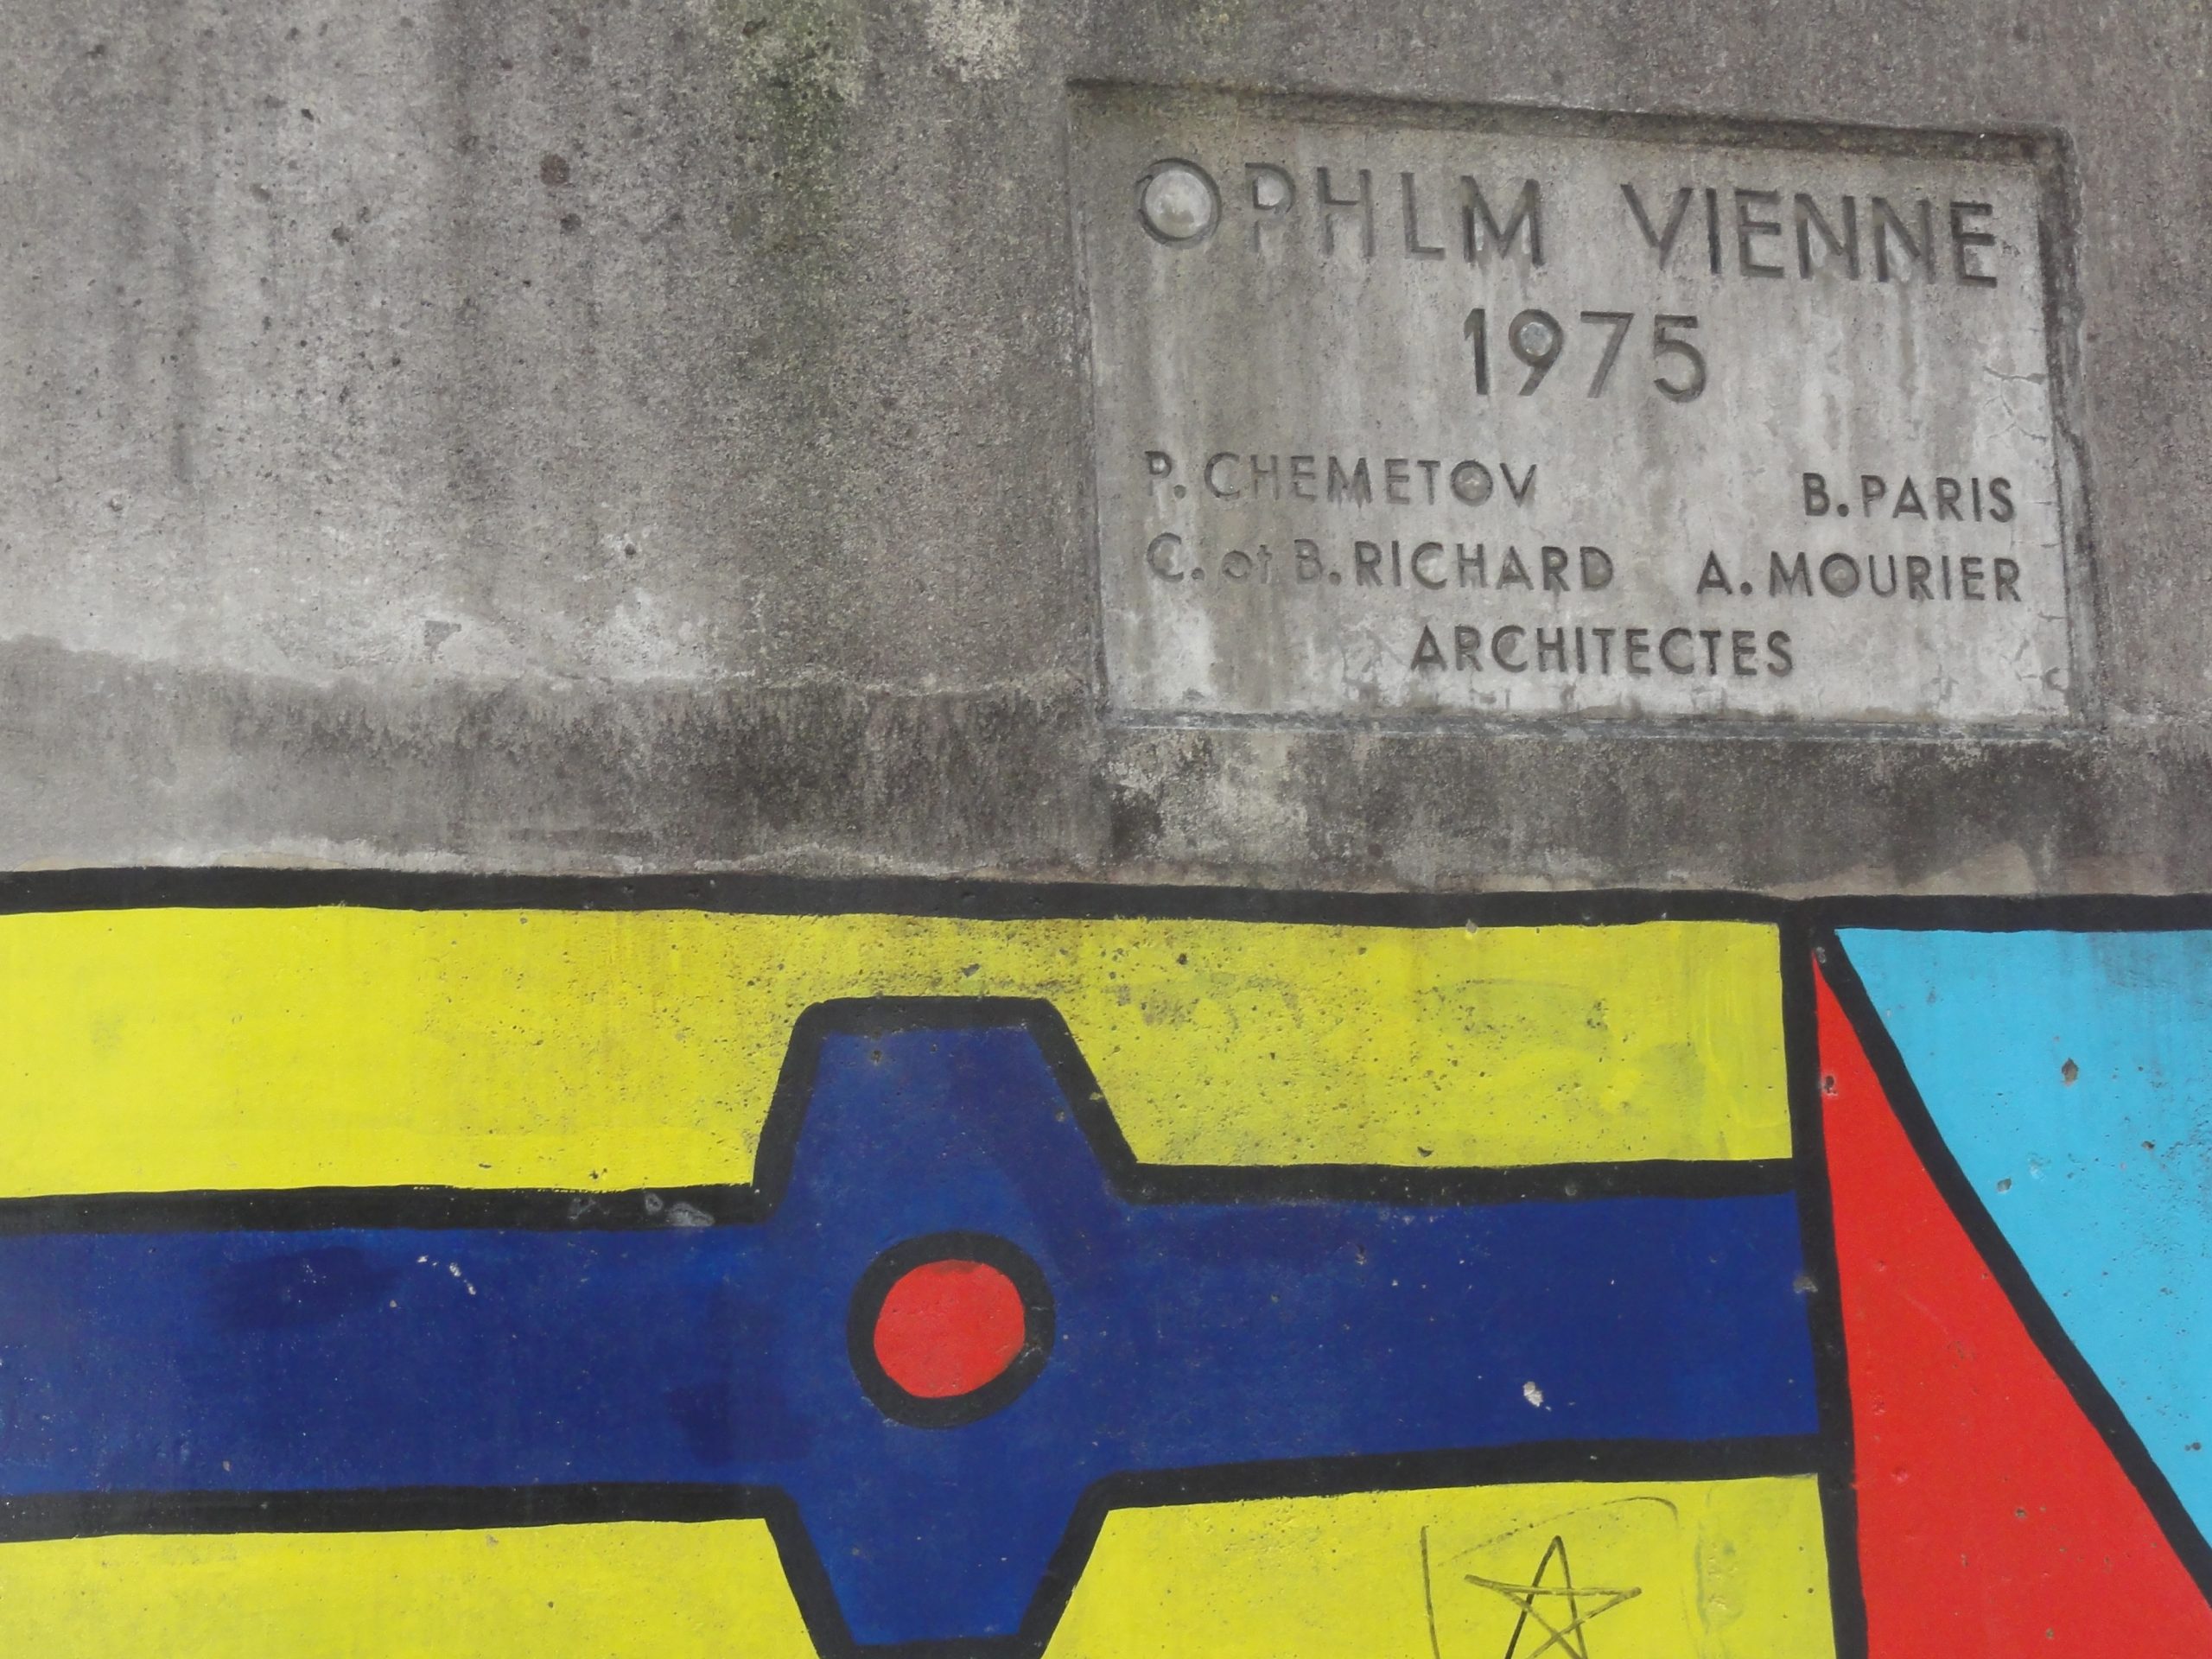 OPHLM VIENNE
1975
P. CHEMETOV B. PARIS
C. et B. RICHARD A. MOURIER
ARCHITECTES